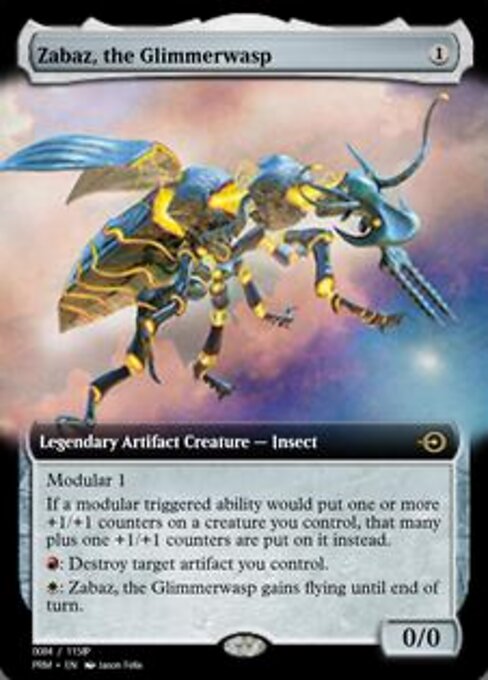 Zabaz, the Glimmerwasp 1
Legendary Artifact Creature — Insect
Modular 1
If a modular triggered ability would put one or more
+1/+1 counters on a creature you control, that many
plus one +1/+1 counters are put on it instead.
: Destroy target artifact you control.
: Zabaz, the Glimmerwasp gains flying until end of
turn.
0/0
PRM • EN Jason Felix